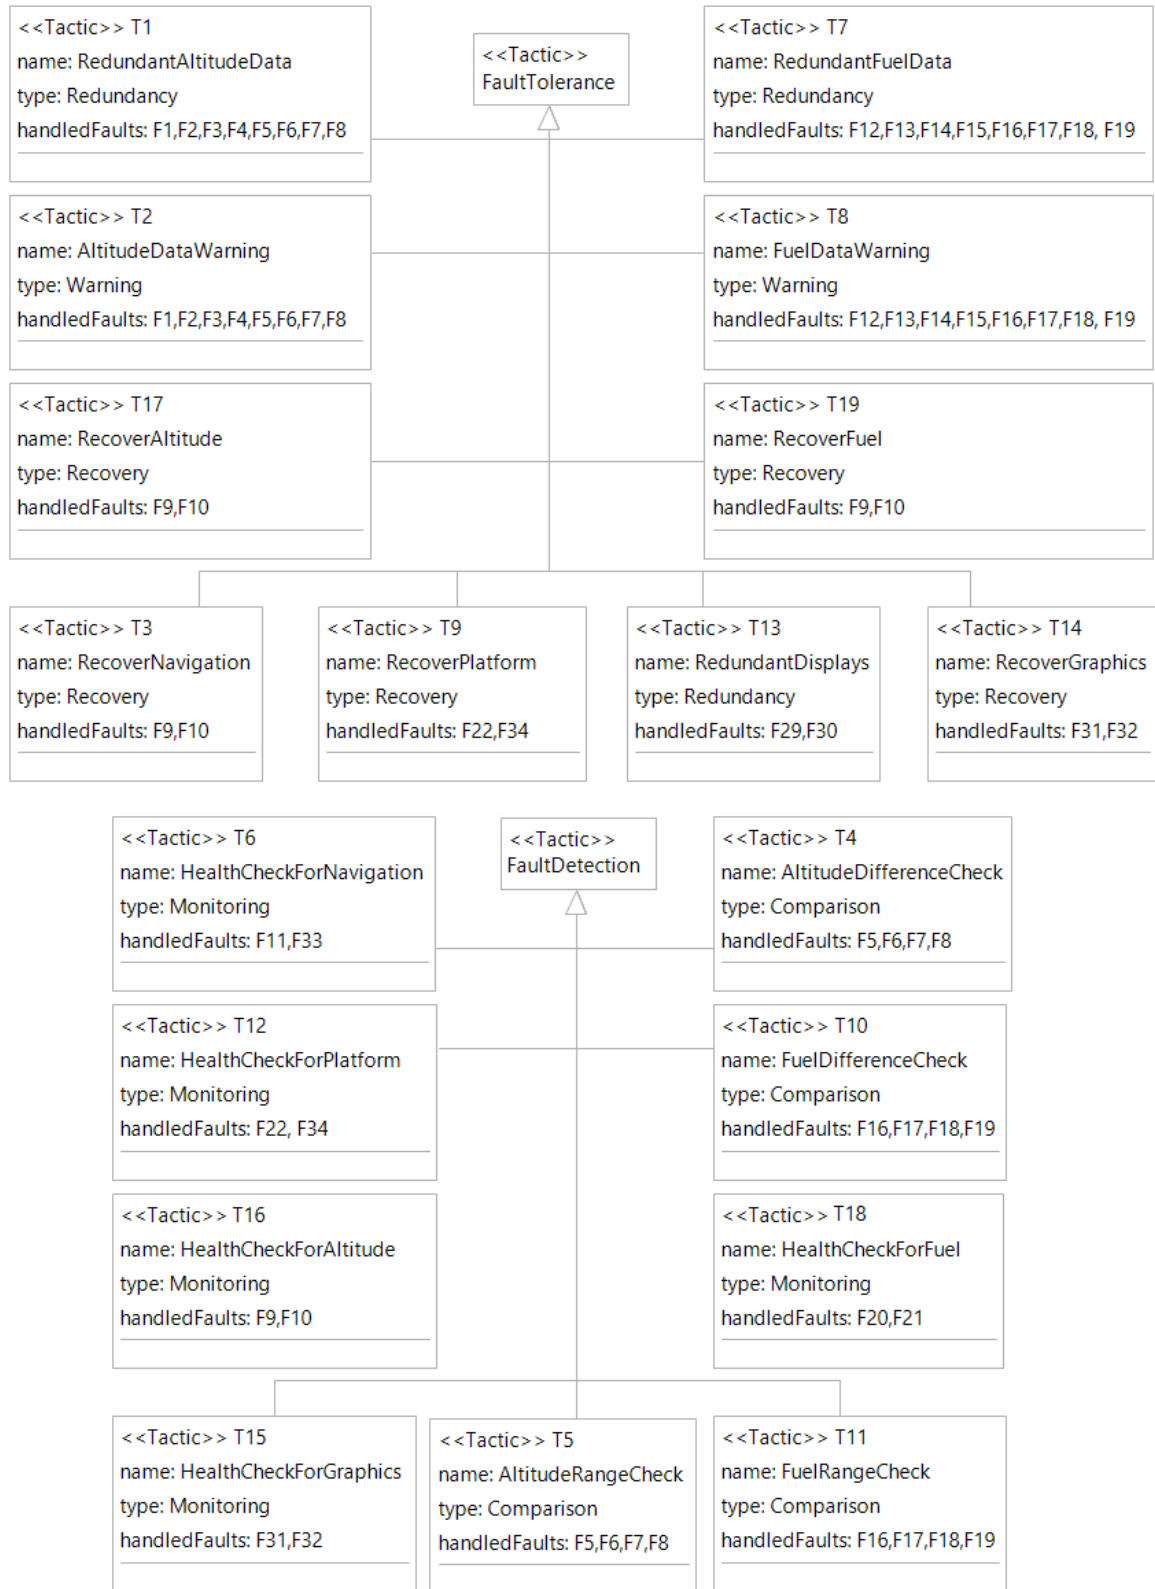 <<Tactic>> T1
name: RedundantAltitudeData
type: Redundancy
handledFaults: F1,F2,F3,F4,F5,F6,F7,F8
<<Tactic>>
FaultTolerance
<<Tactic>> T7
name: RedundantFuelData
type: Redundancy
handledFaults: F12,F13,F14,F15,F16,F17,F18, F19
<<Tactic>> T2
name: AltitudeDataWarning
type: Warning
handledFaults: F1,F2,F3,F4,F5,F6,F7,F8
<<Tactic>> T8
name: FuelDataWarning
type: Warning
handledFaults: F12,F13,F14,F15,F16,F17,F18, F19
<<Tactic>> T17
name: RecoverAltitude
type: Recovery
handledFaults: F9,F10
<<Tactic>> T19
name: RecoverFuel
type: Recovery
handledFaults: F9,F10
<<Tactic>> T3
name: RecoverNavigation
type: Recovery
handledFaults: F9,F10
<<Tactic>> T9
name: RecoverPlatform
type: Recovery
handledFaults: F22,F34
<<Tactic>> T13
name: RedundantDisplays
type: Redundancy
handledFaults: F29,F30
<<Tactic>> T14
name: RecoverGraphics
type: Recovery
handledFaults: F31,F32
<<Tactic>> T6
name: HealthCheckForNavigation
type: Monitoring
handledFaults: F11,F33
<<Tactic>>
FaultDetection
<<Tactic>> T4
name: AltitudeDifferenceCheck
type: Comparison
handledFaults: F5,F6,F7,F8
<<Tactic>> T12
name: HealthCheckForPlatform
type: Monitoring
handledFaults: F22, F34
<<Tactic>> T10
name: FuelDifferenceCheck
type: Comparison
handledFaults: F16,F17,F18,F19
<<Tactic>> T16
name: HealthCheckForAltitude
type: Monitoring
handledFaults: F9,F10
<<Tactic>> T18
name: HealthCheckForFuel
type: Monitoring
handledFaults: F20,F21
<<Tactic>> T15
name: HealthCheckForGraphics
type: Monitoring
handledFaults: F31,F32
<<Tactic>> T5
name: AltitudeRangeCheck
type: Comparison
handledFaults: F5,F6,F7,F8
<<Tactic>> T11
name: FuelRangeCheck
type: Comparison
handledFaults: F16,F17,F18,F19